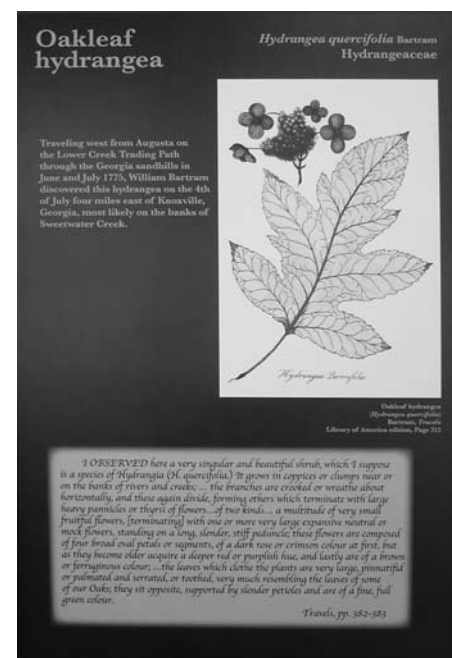 Oakleaf
hydrangea
Hydrangea quercifolia Bartram
Hydrangeaceae
Traveling west from Augusta on
the Lower Creek Trading Path
through the Georgia sandhills in
June and July 1775, William Bartram
discovered this hydrangea on the 4th
of July four miles east of Knoxville,
Georgia, most likely on the banks of
Sweetwater Creek.
Hydrangea
Oakleaf hydrangea
(Hydrangea quercifolia)
Bartram, Travels
Library of America edition, Page 312
I OBSERVED here a very singular and beautiful shrub, which I suppose
is a species of Hydrangia (H. quercifolia.) It grows in coppices or clumps near or
on the banks of rivers and creeks; ... the branches are crooked or wreathe about
horizontally, and these again divide, forming others which terminate with large
heavy pannicles or thyrsi of flowers...of two kinds... a multitude of very small
fruitful flowers, [terminating] with one or more very large expansive neutral or
mock flowers, standing on a long, slender, stiff peduncle; these flowers are composed
of four broad oval petals or segments, of a dark rose or crimson colour at first, but
as they become older acquire a deeper red or purplish hue, and lastly are of a brown
or ferruginous colour; ...the leaves which clothe the plants are very large, pinnatifid
or palmated and serrated, or toothed, very much resembling the leaves of some
of our Oaks; they sit opposite, supported by slender petioles and are of a fine, full
green colour.
Travels, pp. 382-383